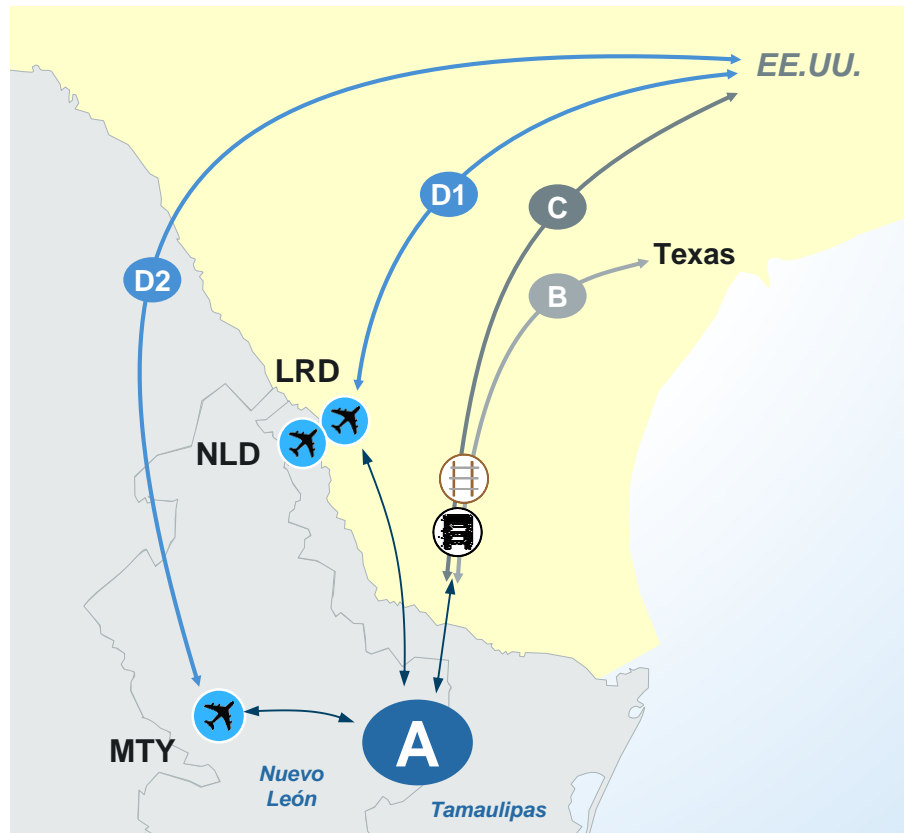 EE.UU.
D1
C
Texas
D2
B
LRD
NLD
A
MTY
Nuevo
León
Tamaulipas